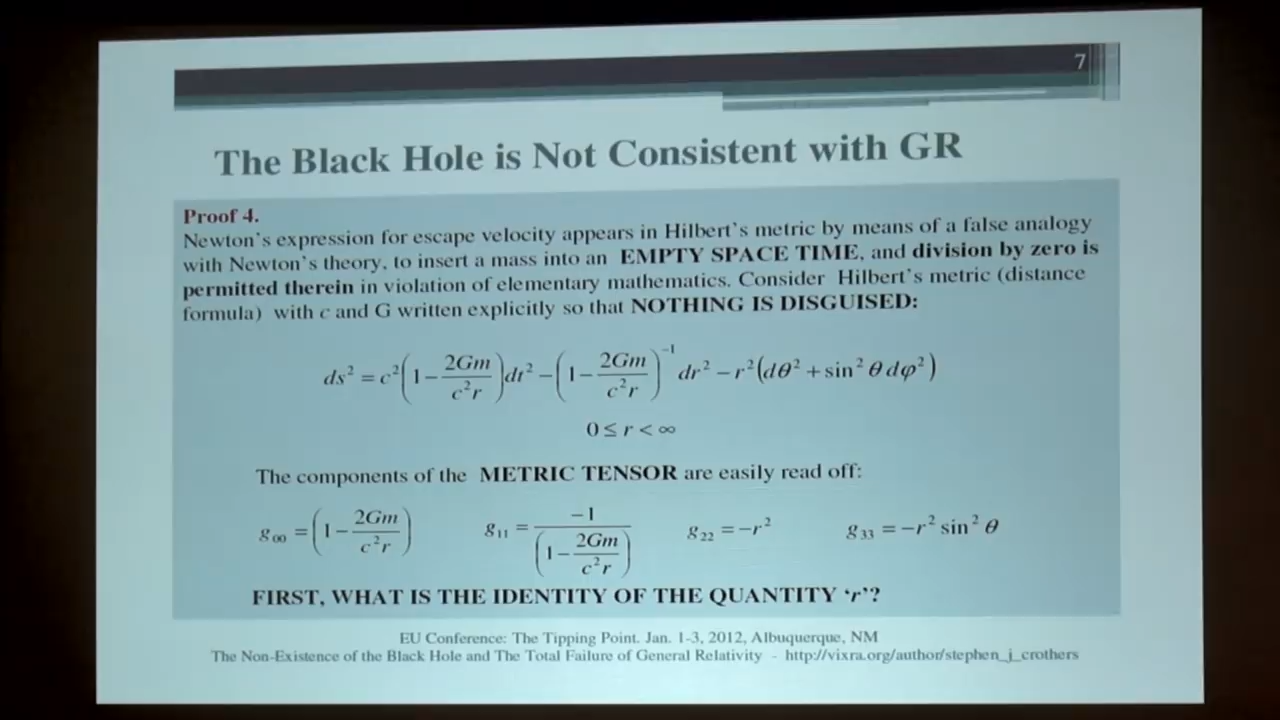 7
The Black Hole is Not Consistent with GR
Proof 4.
Newton's expression for escape velocity appears in Hilbert's metric by means of a false analogy
with Newton's theory, to insert a mass into an EMPTY SPACE TIME, and division by zero is
permitted therein in violation of elementary mathematics. Consider Hilbert's metric (distance
formula) with c and G written explicitly so that NOTHING IS DISGUISED:
ds² = c²(1 − 2Gm/c²r)dt² − (1 − 2Gm/c²r)⁻¹ dr² − r²(dθ² + sin² θ dφ²)
0 ≤ r < ∞
The components of the METRIC TENSOR are easily read off:
g₀₀ = (1 − 2Gm/c²r) g₁₁ = −1/(1 − 2Gm/c²r) g₂₂ = −r² g₃₃ = −r² sin² θ
FIRST, WHAT IS THE IDENTITY OF THE QUANTITY ‘r’?
EU Conference: The Tipping Point. Jan. 1-3, 2012, Albuquerque, NM
The Non-Existence of the Black Hole and The Total Failure of General Relativity - http://vixra.org/author/stephen_j_crothers